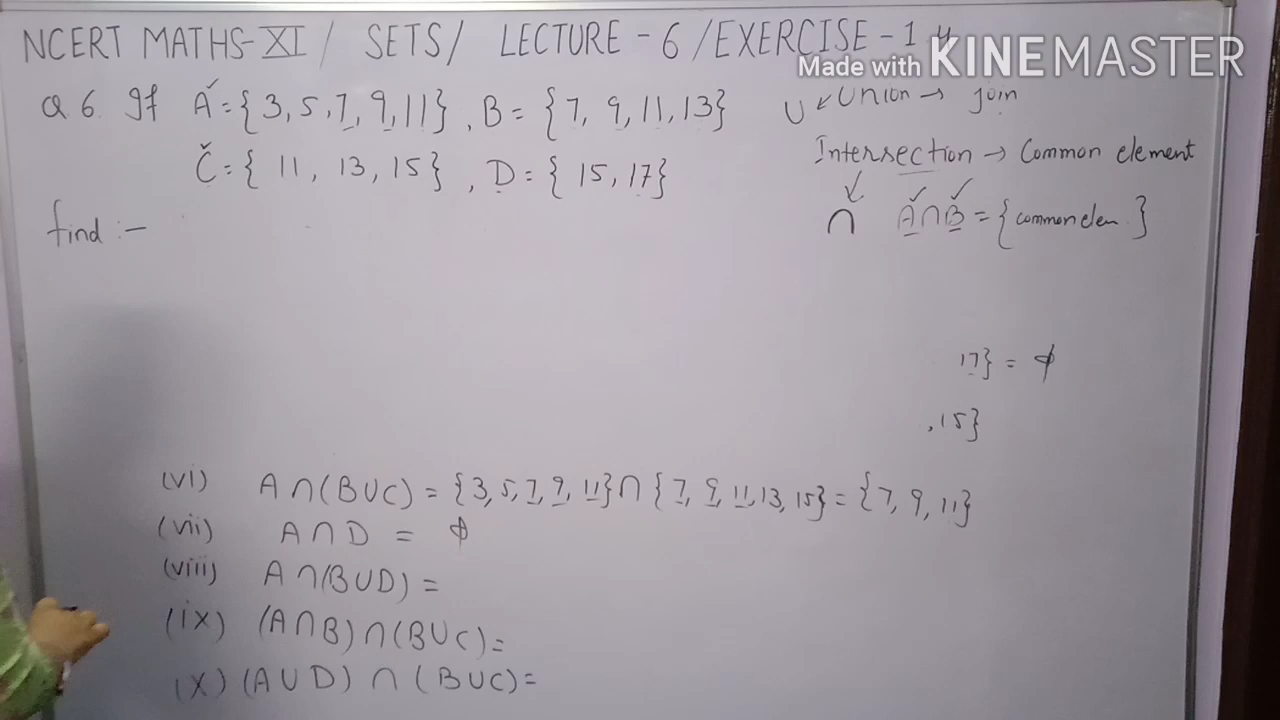 NCERT MATHS-XI / SETS / LECTURE - 6 / EXERCISE - 1.4
Made with KINEMASTER
Q 6. If A = {3, 5, 7, 9, 11}, B = {7, 9, 11, 13}
C = { 11, 13, 15}, D = { 15, 17}
find :-
∪ ↙ Union → join
Intersection → Common element
∩ A∩B = {common elem.}
17} = ϕ
,15}
(vi) A∩(B∪C) = {3, 5, 7, 9, 11}∩{7, 9, 11, 13, 15} = {7, 9, 11}
(vii) A∩D = ϕ
(viii) A∩(B∪D) =
(ix) (A∩B)∩(B∪C) =
(x) (A∪D) ∩ (B∪C) =